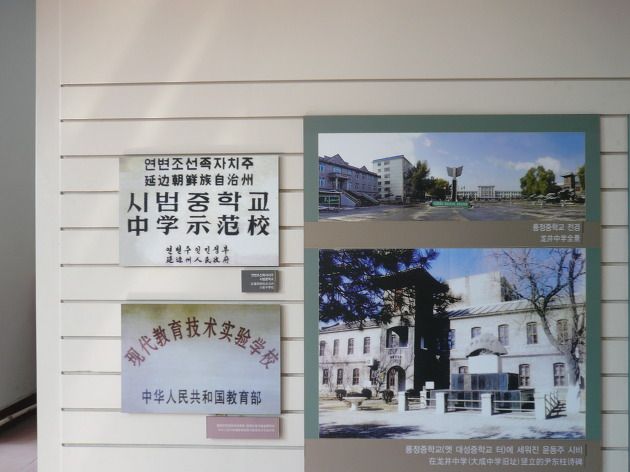 연변조선족자치주
延边朝鲜族自治州
시범중학교
中学示范校
연변주인민정부
延边州人民政府
现代教育技术实验学校
中华人民共和国教育部
룡정중학교 전경
龙井中学全景
룡정중학교(옛 대성중학교 터)에 세워진 윤동주 시비
在龙井中学(大成中学旧址)竖立的尹东柱诗碑